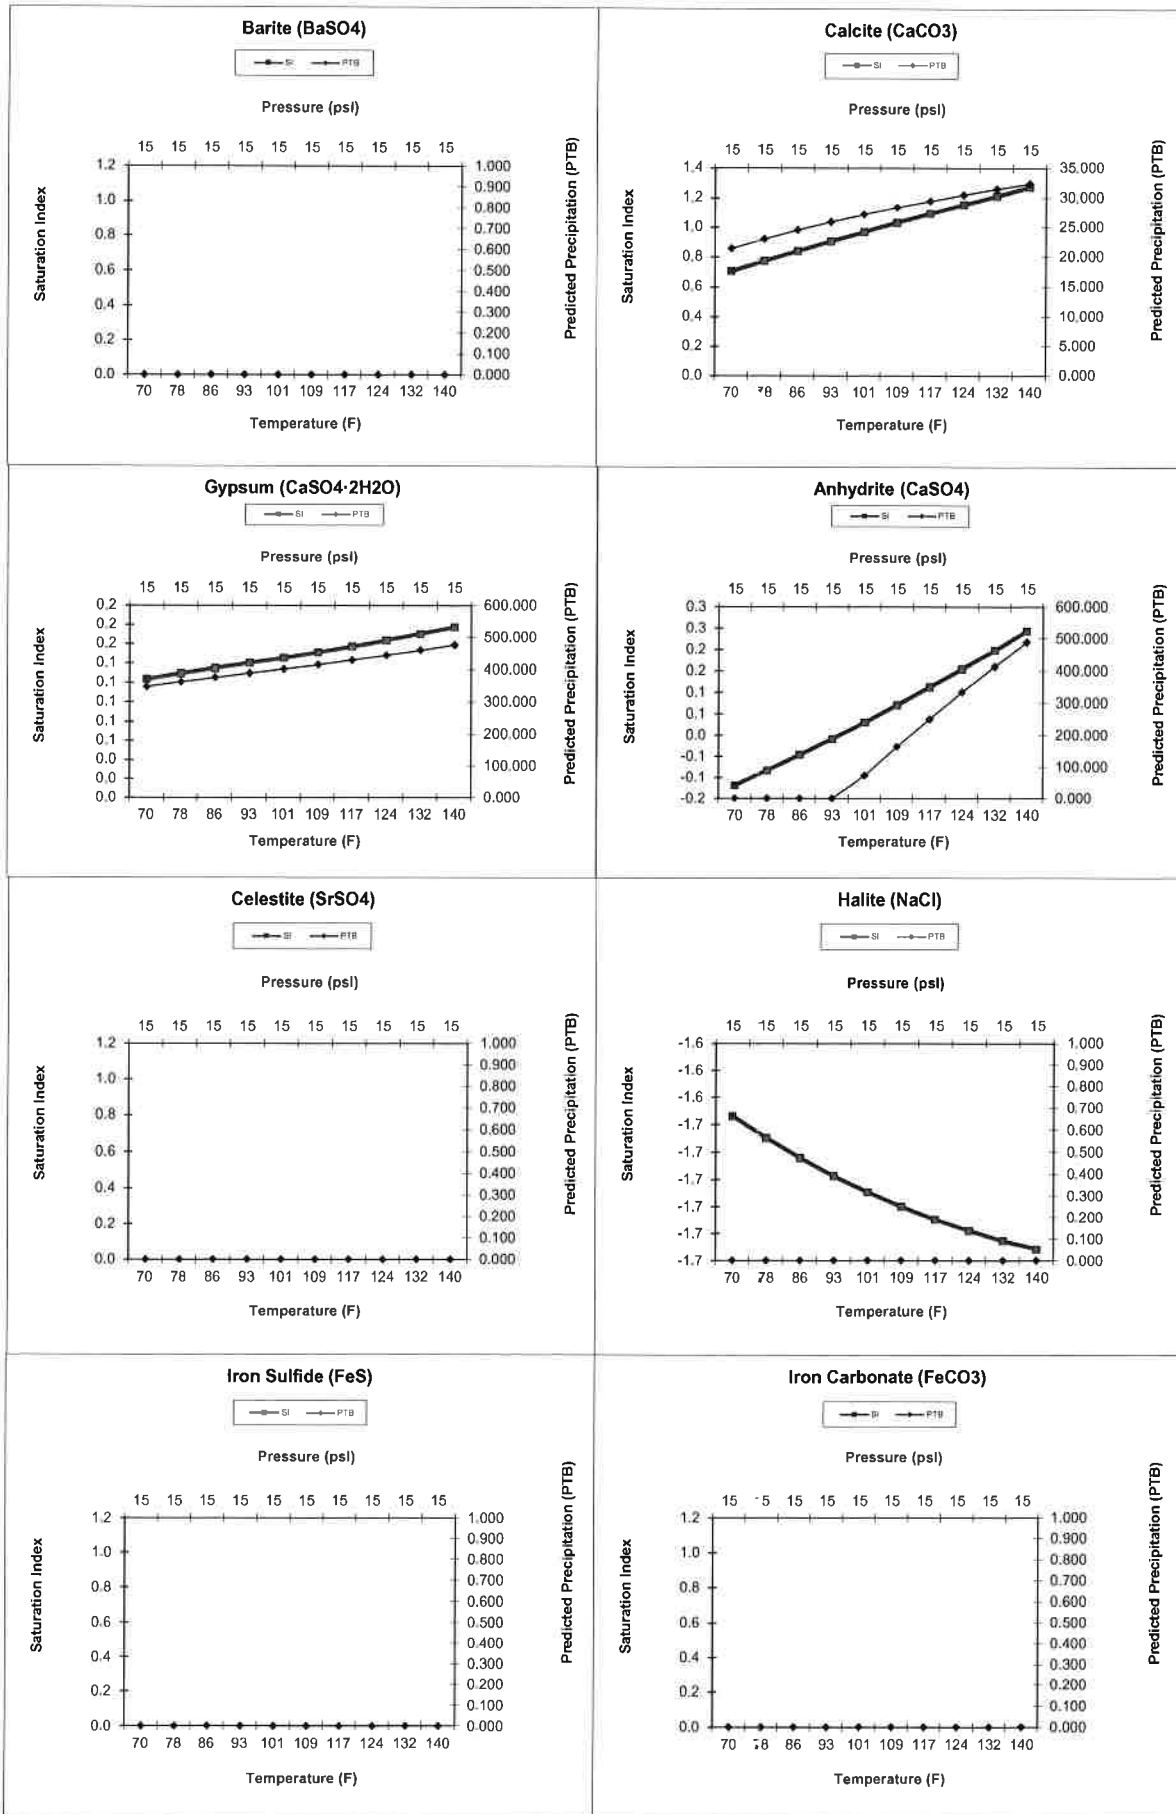 Barite (BaSO4)
SI PTB
Pressure (psI)
15 15 15 15 15 15 15 15 15 15
1.2
1.0
0.8
0.6
0.4
0.2
0.0
Saturation Index
1.000
0.900
0.800
0.700
0.600
0.500
0.400
0.300
0.200
0.100
0.000
Predicted Precipitation (PTB)
70 78 86 93 101 109 117 124 132 140
Temperature (F)
Calcite (CaCO3)
SI PTB
Pressure (psi)
15 15 15 15 15 15 15 15 15 15
1.4
1.2
1.0
0.8
0.6
0.4
0.2
0.0
Saturation Index
35.000
30.000
25.000
20.000
15.000
10.000
5.000
0.000
Predicted Precipitation (PTB)
70 78 86 93 101 109 117 124 132 140
Temperature (F)
Gypsum (CaSO4·2H2O)
SI PTB
Pressure (psI)
15 15 15 15 15 15 15 15 15 15
0.2
0.2
0.2
0.1
0.1
0.1
0.1
0.1
0.0
0.0
0.0
Saturation Index
600.000
500.000
400.000
300.000
200.000
100.000
0.000
Predicted Precipitation (PTB)
70 78 86 93 101 109 117 124 132 140
Temperature (F)
Anhydrite (CaSO4)
SI PTB
Pressure (psi)
15 15 15 15 15 15 15 15 15 15
0.3
0.3
0.2
0.2
0.1
0.1
0.0
-0.1
-0.1
-0.2
Saturation Index
600.000
500.000
400.000
300.000
200.000
100.000
0.000
Predicted Precipitation (PTB)
70 78 86 93 101 109 117 124 132 140
Temperature (F)
Celestite (SrSO4)
SI PTB
Pressure (psI)
15 15 15 15 15 15 15 15 15 15
1.2
1.0
0.8
0.6
0.4
0.2
0.0
Saturation Index
1.000
0.900
0.800
0.700
0.600
0.500
0.400
0.300
0.200
0.100
0.000
Predicted Precipitation (PTB)
70 78 86 93 101 109 117 124 132 140
Temperature (F)
Halite (NaCl)
SI PTB
Pressure (psi)
15 15 15 15 15 15 15 15 15 15
-1.6
-1.6
-1.6
-1.7
-1.7
-1.7
-1.7
-1.7
-1.7
Saturation Index
1.000
0.900
0.800
0.700
0.600
0.500
0.400
0.300
0.200
0.100
0.000
Predicted Precipitation (PTB)
70 78 86 93 101 109 117 124 132 140
Temperature (F)
Iron Sulfide (FeS)
SI PTB
Pressure (psI)
15 15 15 15 15 15 15 15 15 15
1.2
1.0
0.8
0.6
0.4
0.2
0.0
Saturation Index
1.000
0.900
0.800
0.700
0.600
0.500
0.400
0.300
0.200
0.100
0.000
Predicted Precipitation (PTB)
70 78 86 93 101 109 117 124 132 140
Temperature (F)
Iron Carbonate (FeCO3)
SI PTB
Pressure (psi)
15 15 15 15 15 15 15 15 15 15
1.2
1.0
0.8
0.6
0.4
0.2
0.0
Saturation Index
1.000
0.900
0.800
0.700
0.600
0.500
0.400
0.300
0.200
0.100
0.000
Predicted Precipitation (PTB)
70 78 86 93 101 109 117 124 132 140
Temperature (F)